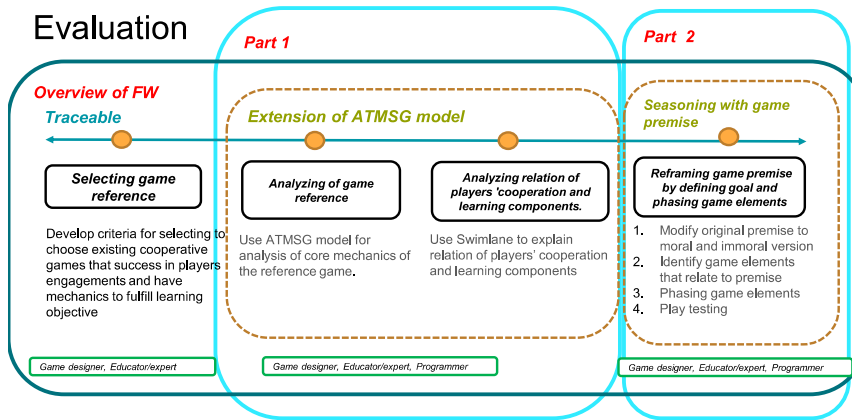 Evaluation
Part 1
Part 2
Overview of FW
Traceable
Extension of ATMSG model
Seasoning with game
premise
Selecting game
reference
Analyzing of game
reference
Analyzing relation of
players 'cooperation and
learning components.
Reframing game premise
by defining goal and
phasing game elements
Develop criteria for selecting to
choose existing cooperative
games that success in players
engagements and have
mechanics to fulfill learning
objective
Use ATMSG model for
analysis of core mechanics
of the reference game.
Use Swimlane to explain
relation of players' cooperation
and learning components
1. Modify original premise to
moral and immoral version
2. Identify game elements
that relate to premise
3. Phasing game elements
4. Play testing
Game designer, Educator/expert
Game designer, Educator/expert, Programmer
Game designer, Educator/expert, Programmer